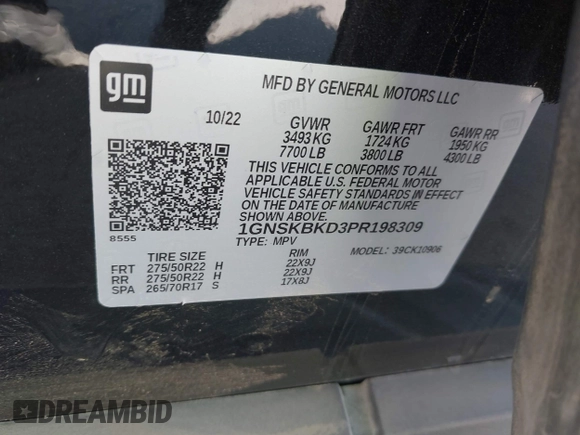 gm
MFD BY GENERAL MOTORS LLC
10/22 GVWR GAWR FRT GAWR RR
3493 KG 1724 KG 1950 KG
7700 LB 3800 LB 4300 LB
THIS VEHICLE CONFORMS TO ALL
APPLICABLE U.S. FEDERAL MOTOR
VEHICLE SAFETY STANDARDS IN EFFECT
ON THE DATE OF MANUFACTURE
SHOWN ABOVE.
1GNSKBKD3PR198309
8555
TYPE: MPV MODEL: 39CK10906
TIRE SIZE RIM
FRT 275/50R22 H 22X9J
RR 275/50R22 H 22X9J
SPA 265/70R17 S 17X8J
DREAMBID